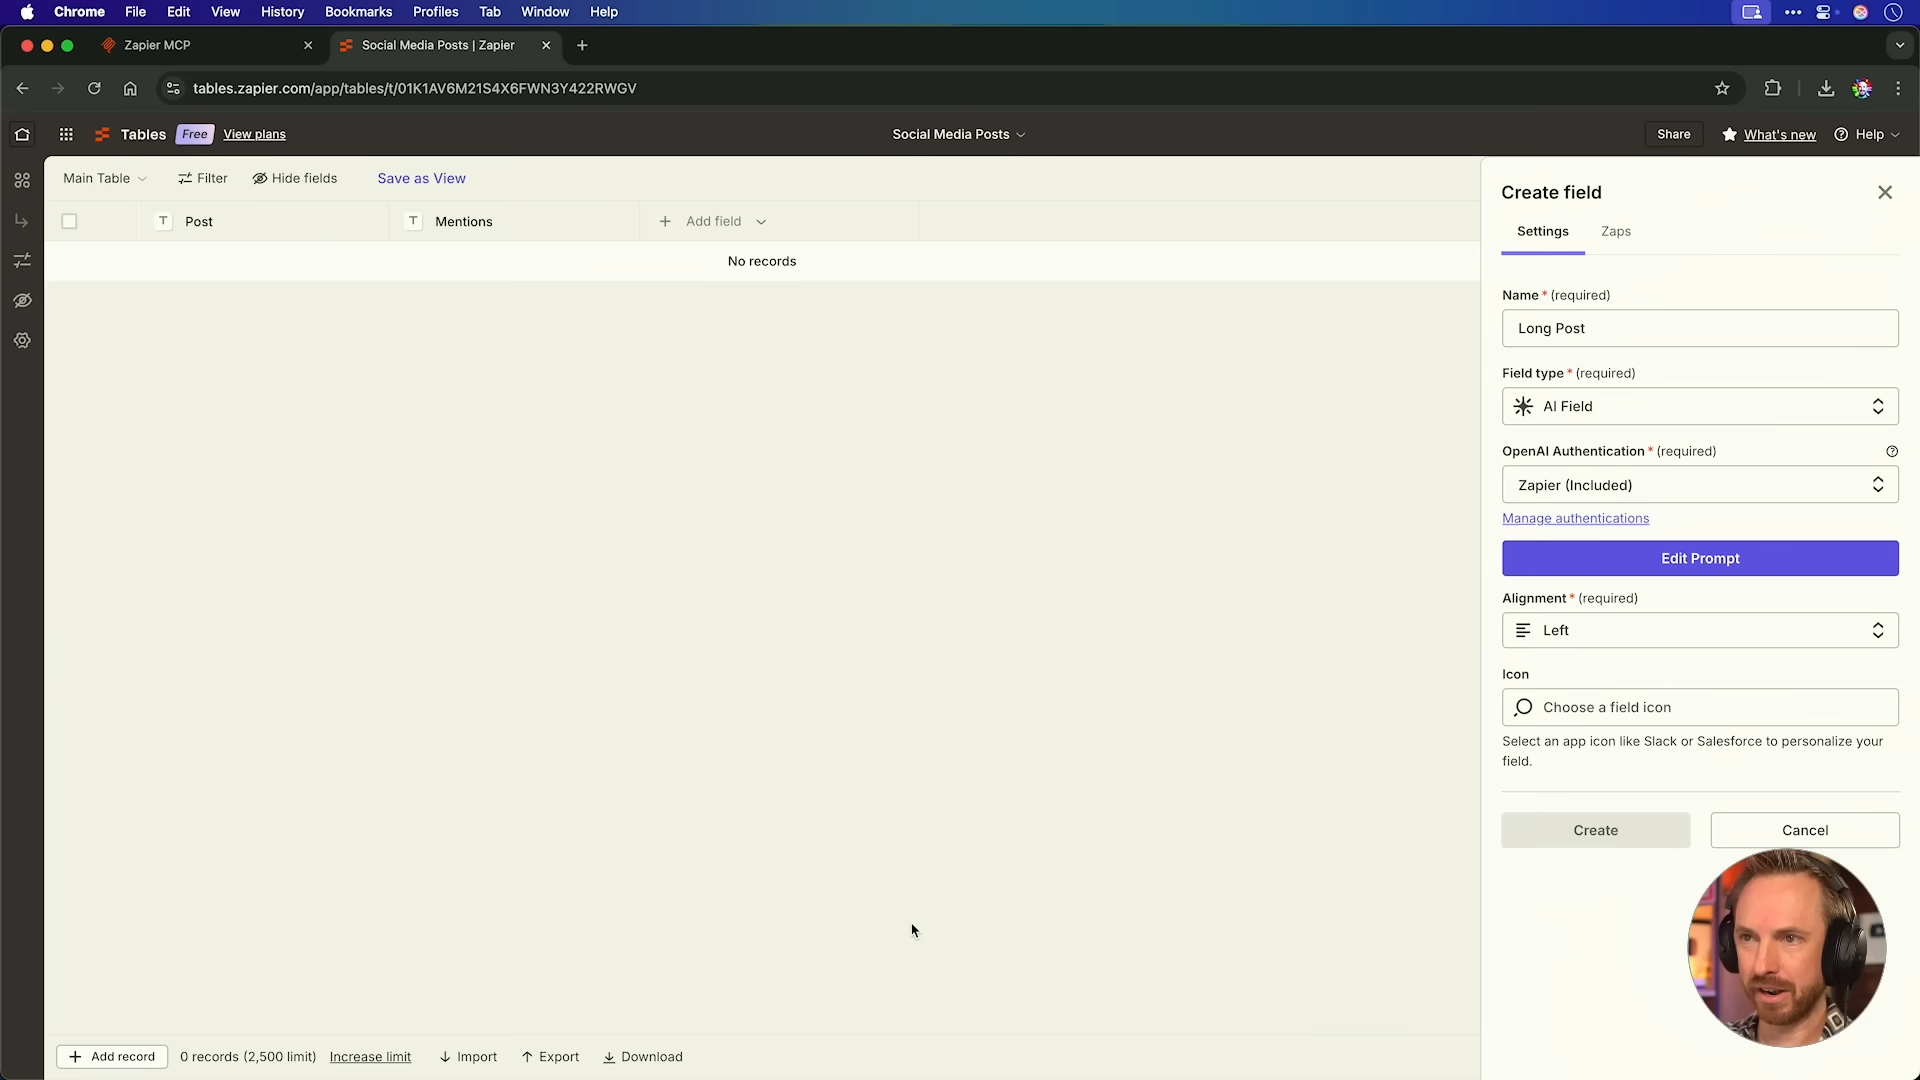 Chrome File Edit View History Bookmarks Profiles Tab Window Help
Zapier MCP Social Media Posts | Zapier
tables.zapier.com/app/tables/t/01K1AV6M21S4X6FWN3Y422RWGV
Tables Free View plans Social Media Posts Share What's new Help
Main Table Filter Hide fields Save as View
T Post T Mentions Add field
No records
Add record 0 records (2,500 limit) Increase limit Import Export Download
Create field
Settings Zaps
Name * (required)
Long Post
Field type * (required)
AI Field
OpenAI Authentication * (required)
Zapier (Included)
Manage authentications
Edit Prompt
Alignment * (required)
Left
Icon
Choose a field icon
Select an app icon like Slack or Salesforce to personalize your
field.
Create Cancel